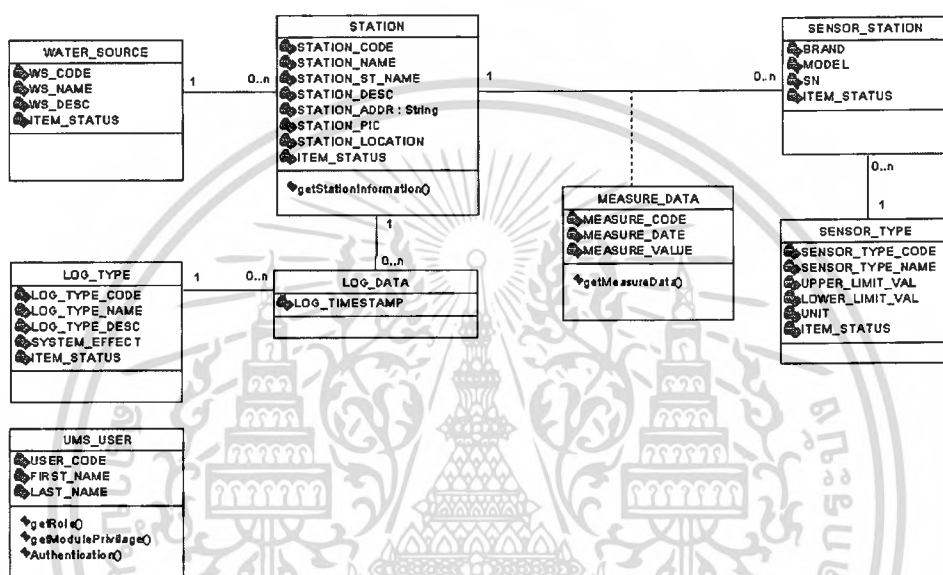 WATER_SOURCE
WS_CODE
WS_NAME
WS_DESC
ITEM_STATUS
1
0..n
STATION
STATION_CODE
STATION_NAME
STATION_ST_NAME
STATION_DESC
STATION_ADDR : String
STATION_PIC
STATION_LOCATION
ITEM_STATUS
getStationInformation()
1
0..n
SENSOR_STATION
BRAND
MODEL
SN
ITEM_STATUS
0..n
1
MEASURE_DATA
MEASURE_CODE
MEASURE_DATE
MEASURE_VALUE
getMeasureData()
SENSOR_TYPE
SENSOR_TYPE_CODE
SENSOR_TYPE_NAME
UPPER_LIMIT_VAL
LOWER_LIMIT_VAL
UNIT
ITEM_STATUS
1
0..n
LOG_TYPE
LOG_TYPE_CODE
LOG_TYPE_NAME
LOG_TYPE_DESC
SYSTEM_EFFECT
ITEM_STATUS
1
0..n
LOG_DATA
LOG_TIMESTAMP
UMS_USER
USER_CODE
FIRST_NAME
LAST_NAME
getRole()
getModulePrivilage()
Authentication()